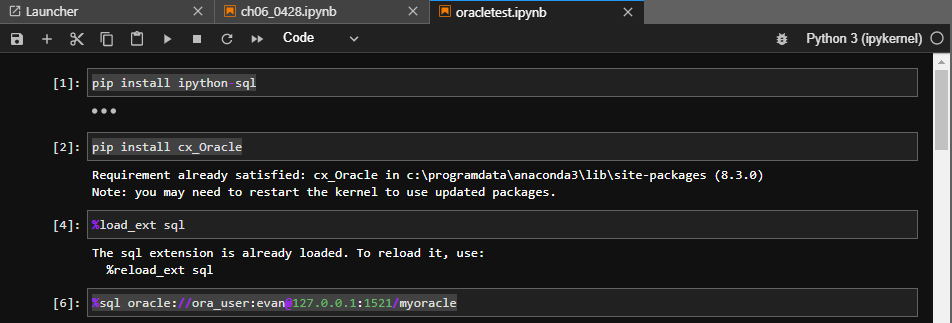 Launcher
ch06_0428.ipynb
oracletest.ipynb
Code
Python 3 (ipykernel)
[1]: pip install ipython-sql
[2]: pip install cx_Oracle
Requirement already satisfied: cx_Oracle in c:\programdata\anaconda3\lib\site-packages (8.3.0)
Note: you may need to restart the kernel to use updated packages.
[4]: %load_ext sql
The sql extension is already loaded. To reload it, use:
%reload_ext sql
[6]: %sql oracle://ora_user:evan@127.0.0.1:1521/myoracle